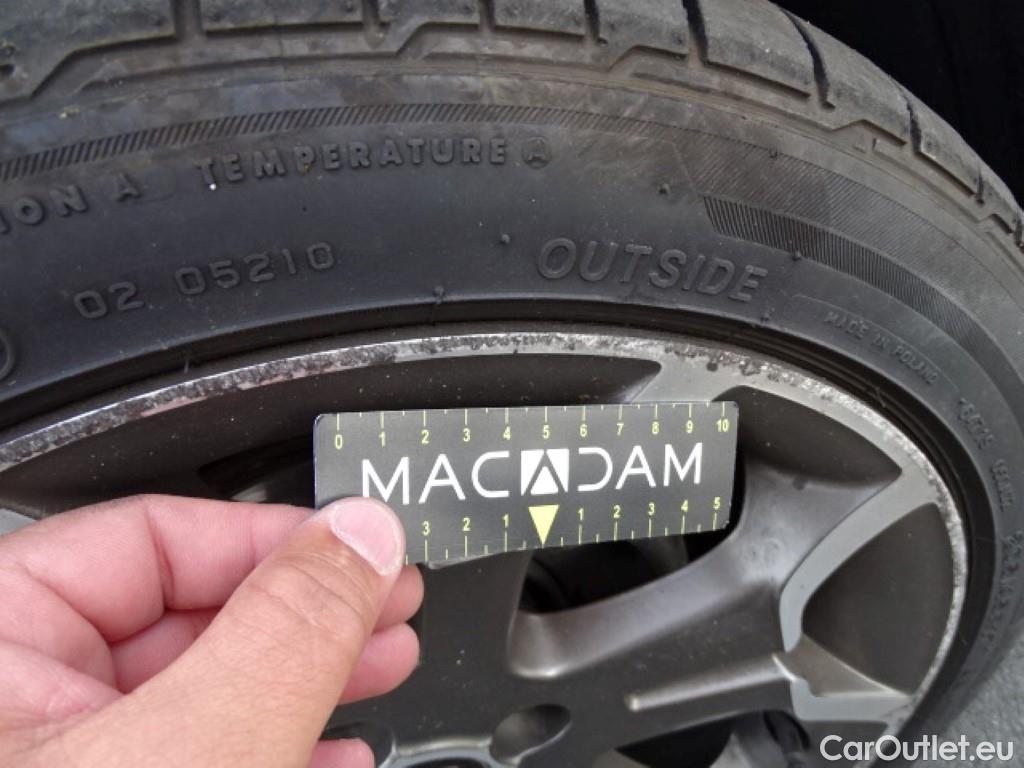 ION A TEMPERATURE A
02 05210
OUTSIDE
MADE IN POLAND
0 1 2 3 4 5 6 7 8 9 10
MACADAM
3 2 1 1 2 3 4 5
CarOutlet.eu